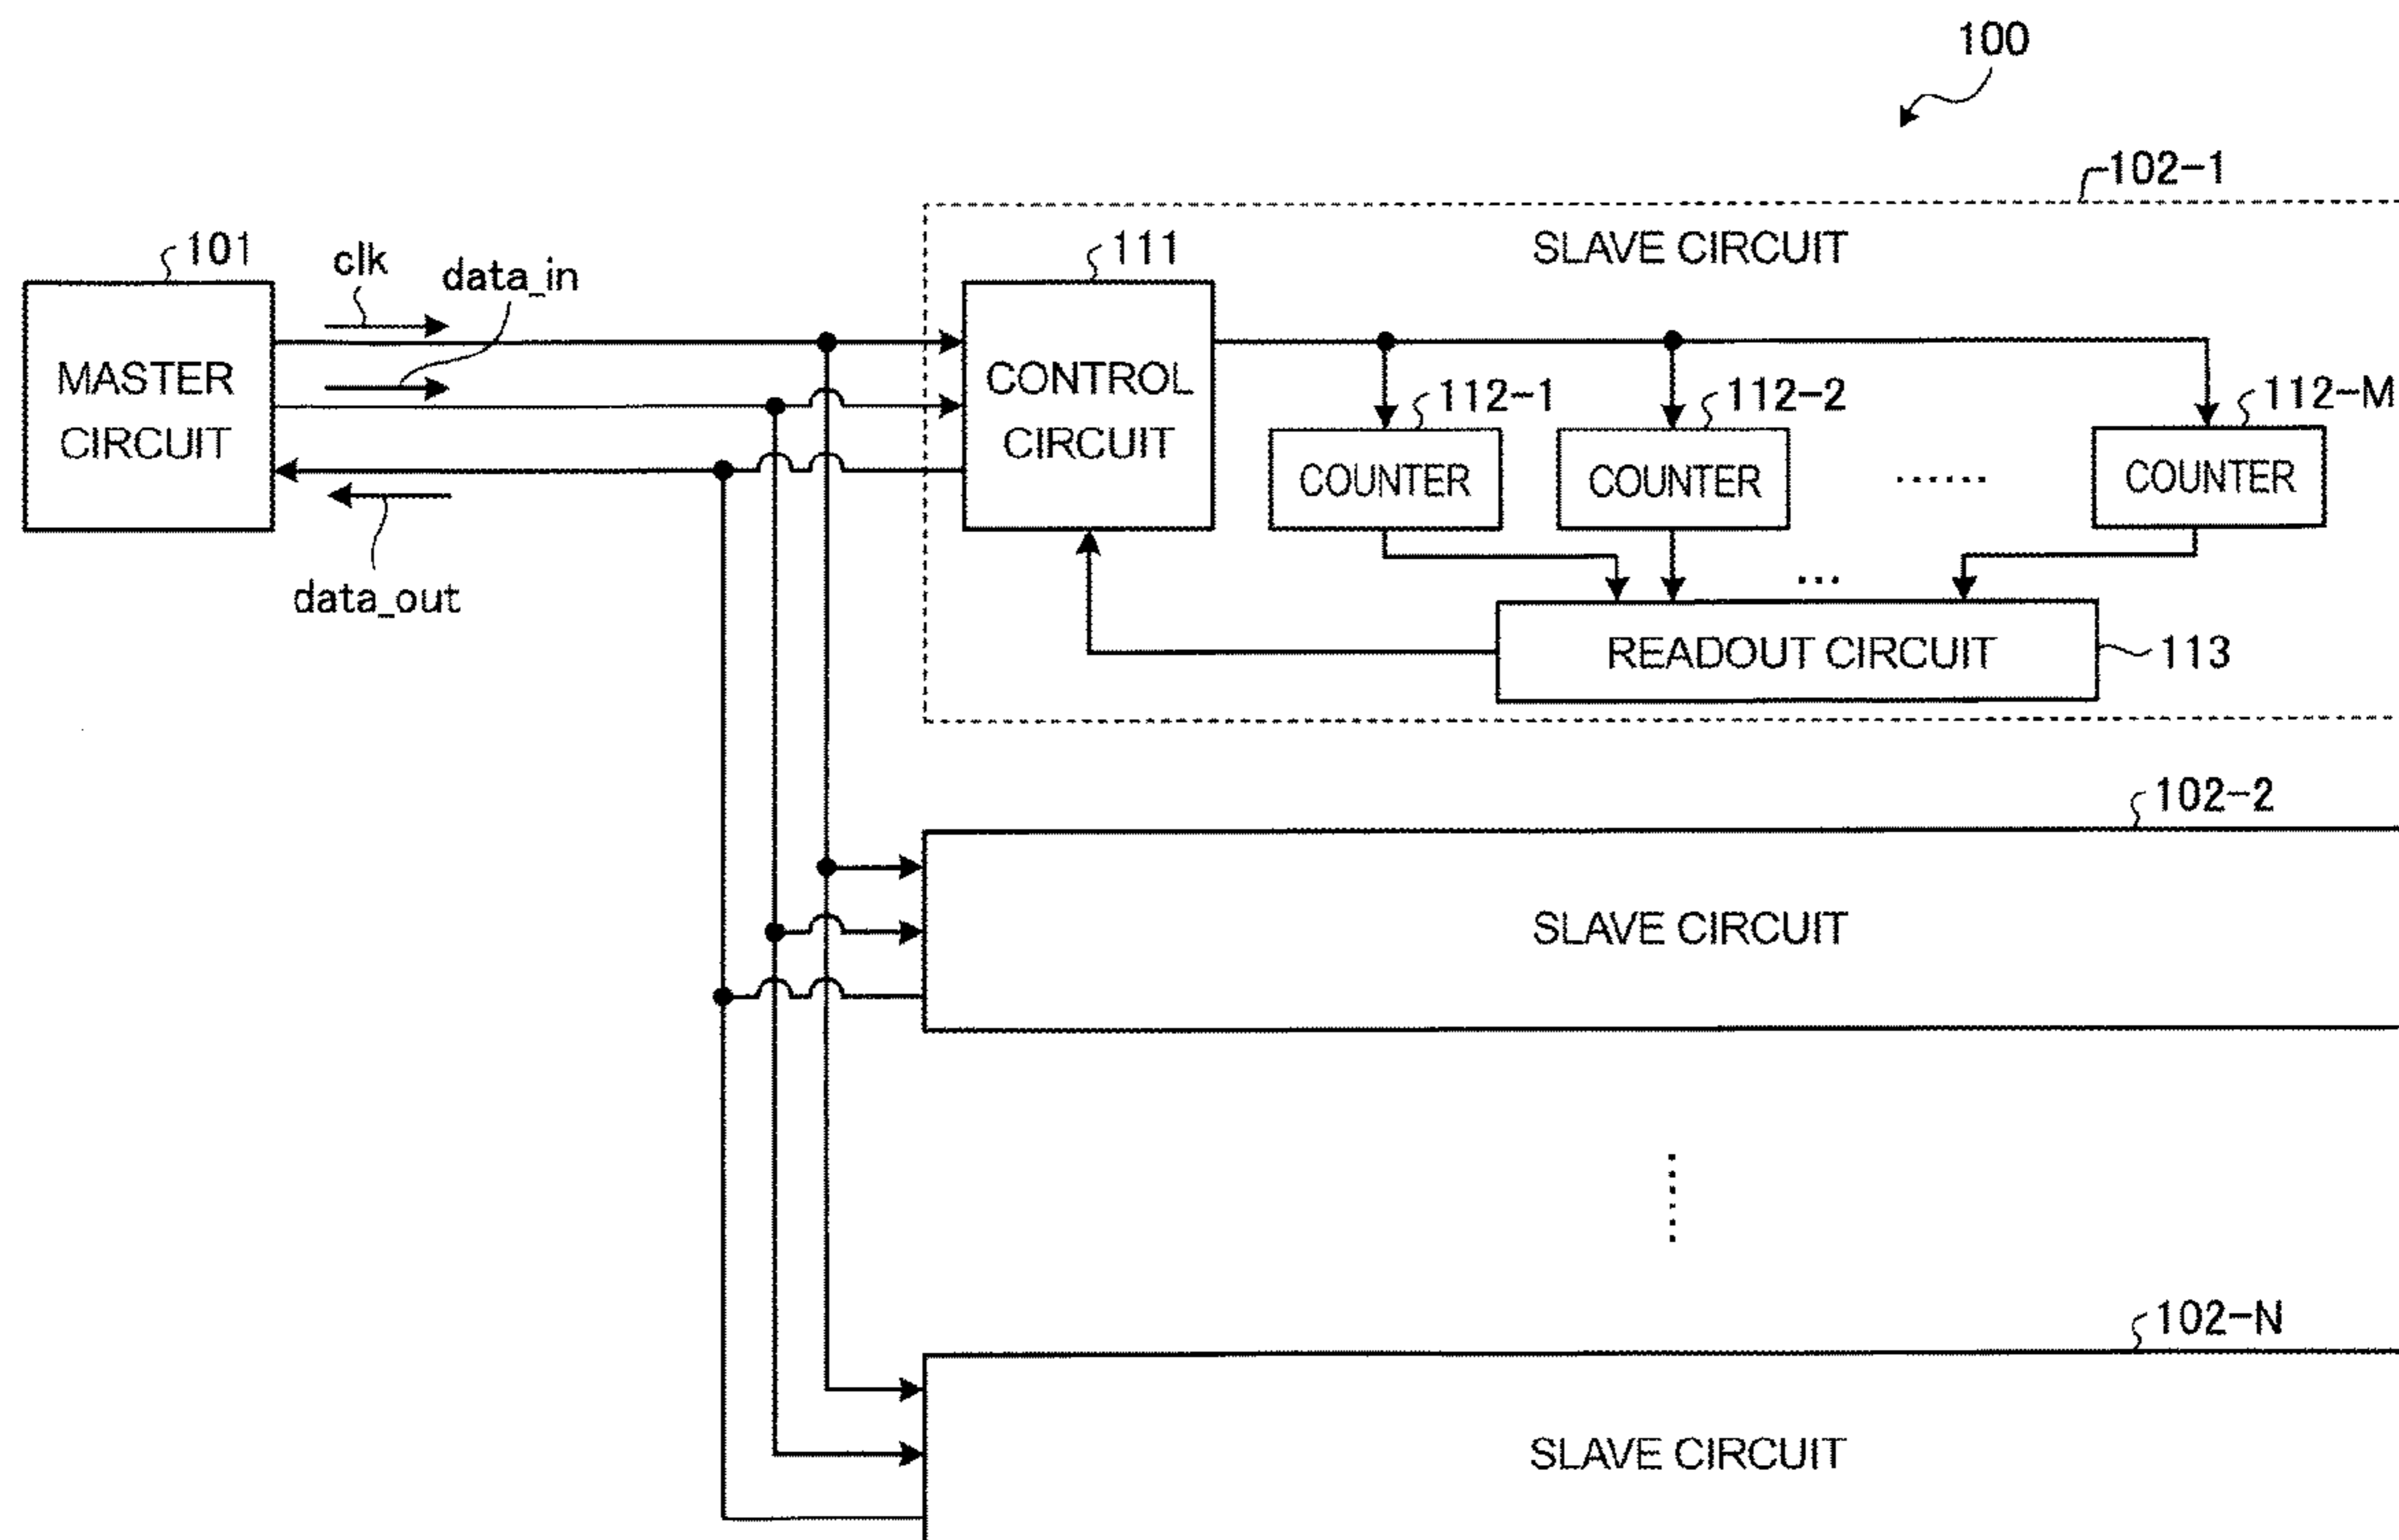 100
102-1
SLAVE CIRCUIT
101
clk
data_in
111
MASTER
CIRCUIT
CONTROL
CIRCUIT
112-1
112-2
112-M
COUNTER
COUNTER
......
COUNTER
data_out
...
READOUT CIRCUIT
113
102-2
SLAVE CIRCUIT
......
102-N
SLAVE CIRCUIT